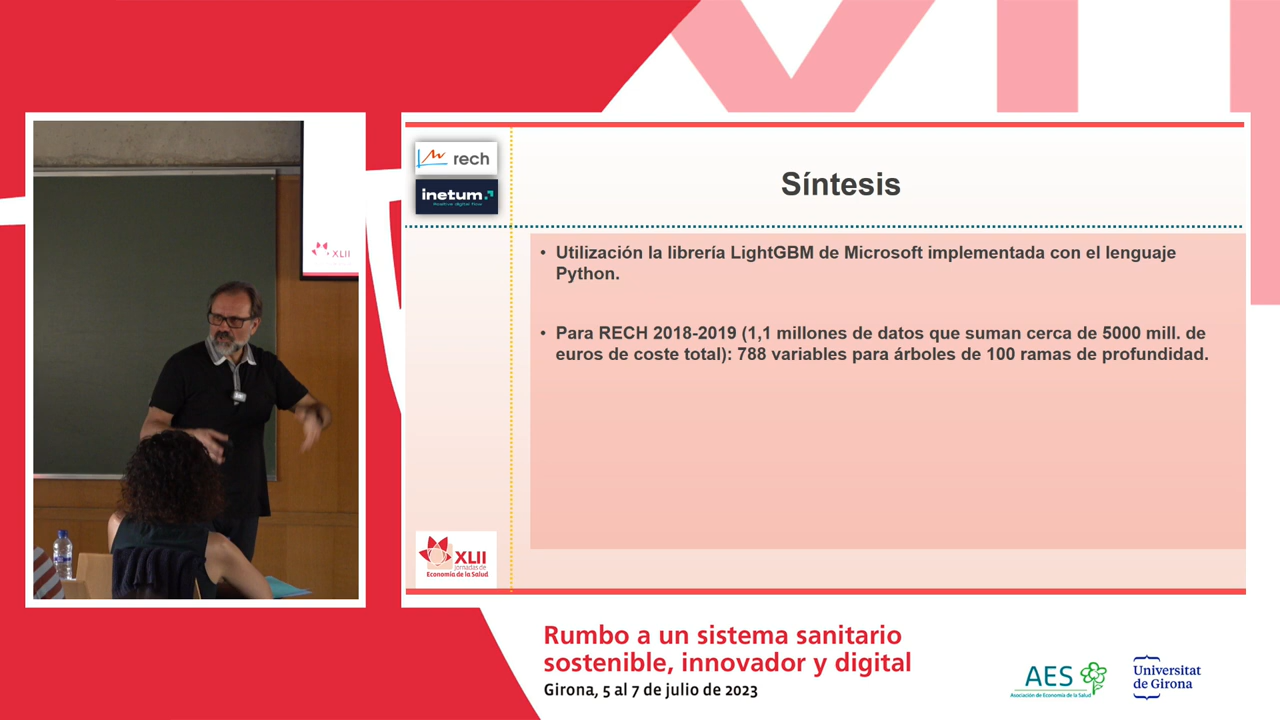 XLII
rech
inetum.
Positive digital flow
Síntesis
• Utilización la librería LightGBM de Microsoft implementada con el lenguaje
Python.
• Para RECH 2018-2019 (1,1 millones de datos que suman cerca de 5000 mill. de
euros de coste total): 788 variables para árboles de 100 ramas de profundidad.
XLII
Jornadas de
Economía de la Salud
Rumbo a un sistema sanitario
sostenible, innovador y digital
Girona, 5 al 7 de julio de 2023
AES
Asociación de Economía de la Salud
Universitat
de Girona